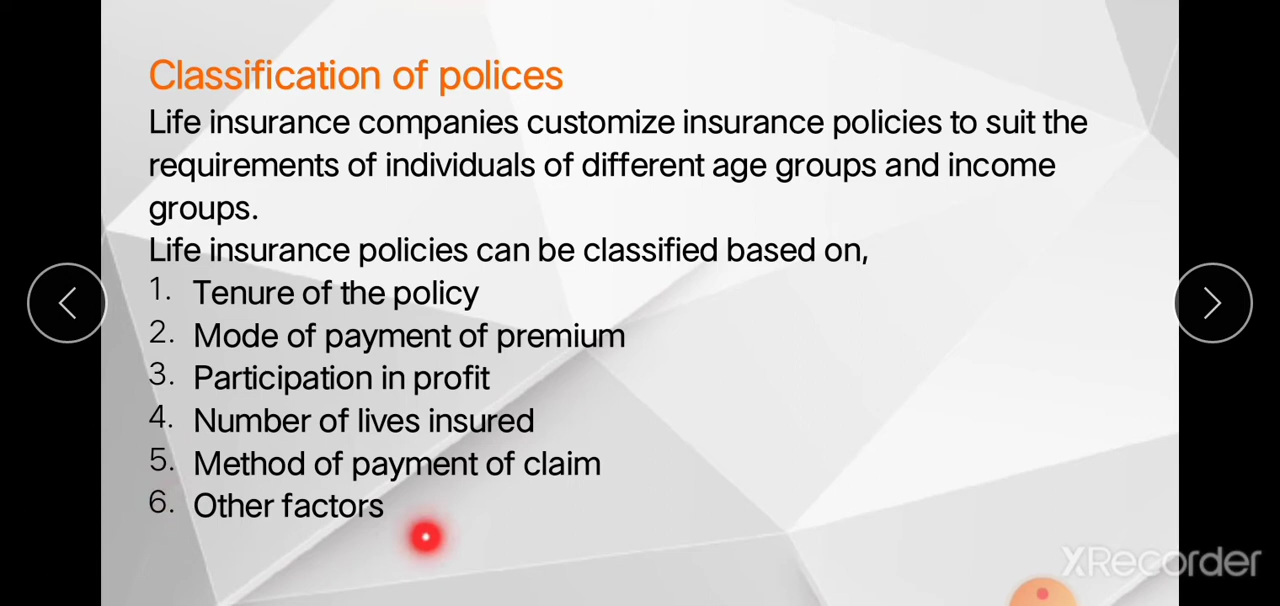 Classification of polices
Life insurance companies customize insurance policies to suit the
requirements of individuals of different age groups and income
groups.
Life insurance policies can be classified based on,
1. Tenure of the policy
2. Mode of payment of premium
3. Participation in profit
4. Number of lives insured
5. Method of payment of claim
6. Other factors
XRecorder